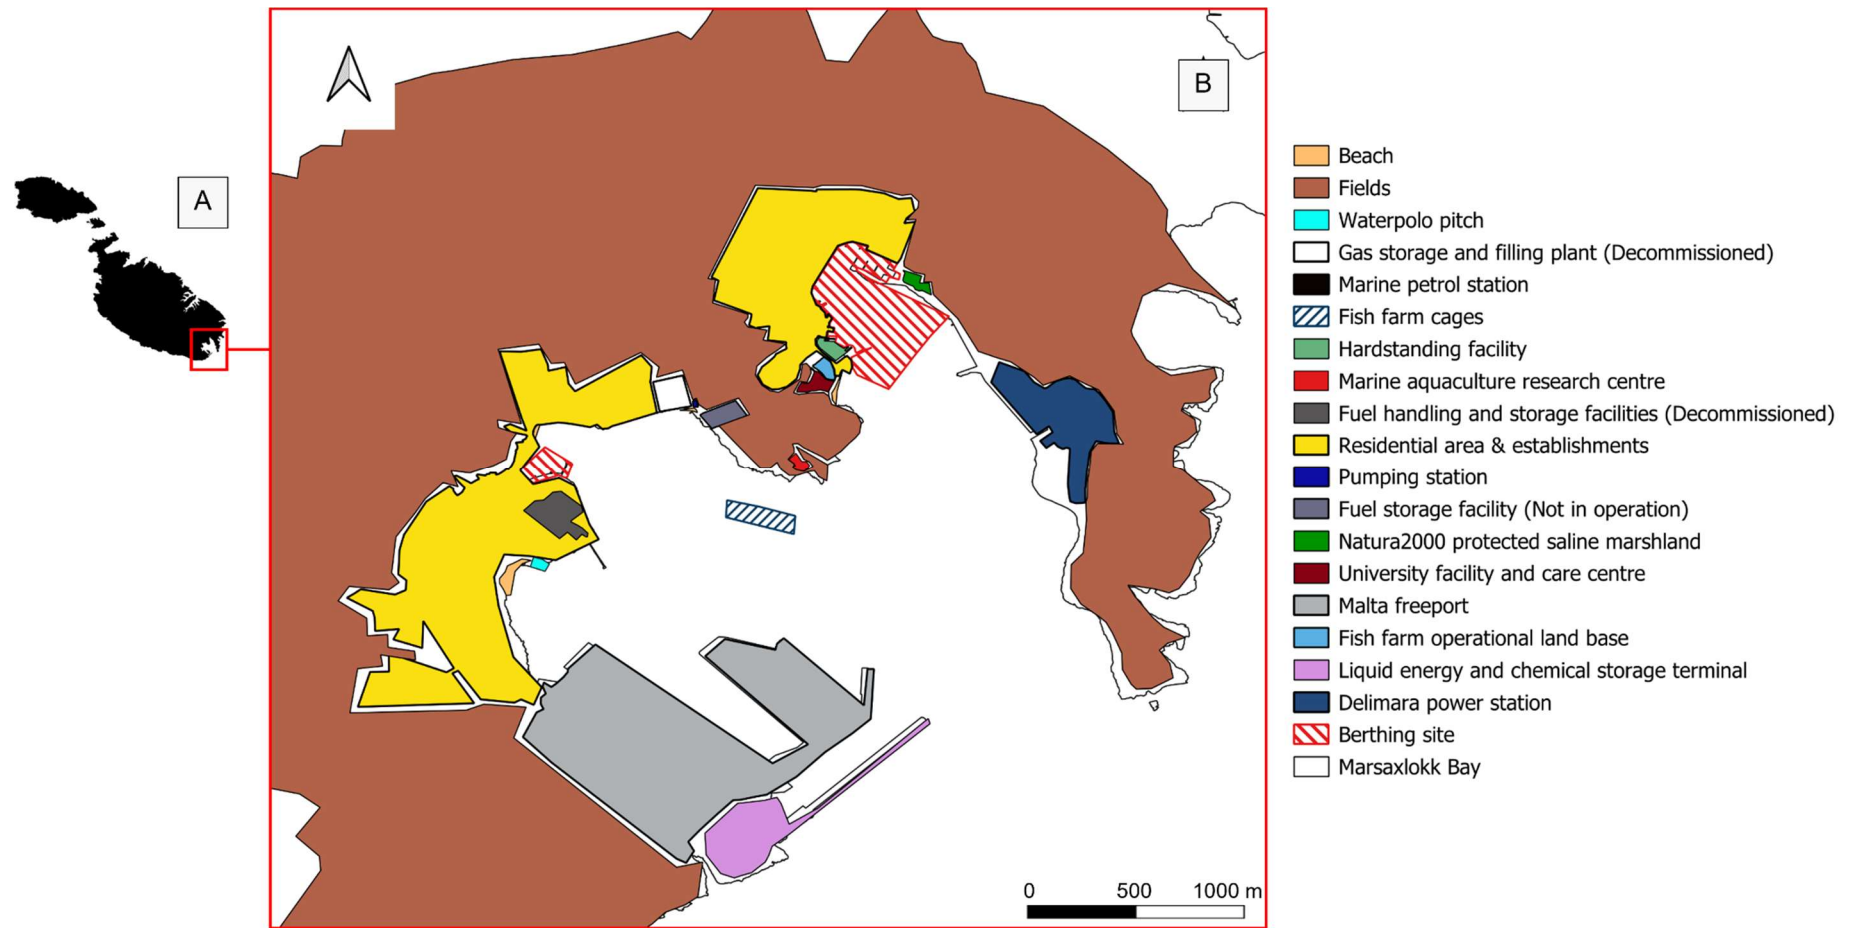 A
B
Beach
Fields
Waterpolo pitch
Gas storage and filling plant (Decommissioned)
Marine petrol station
Fish farm cages
Hardstanding facility
Marine aquaculture research centre
Fuel handling and storage facilities (Decommissioned)
Residential area & establishments
Pumping station
Fuel storage facility (Not in operation)
Natura2000 protected saline marshland
University facility and care centre
Malta freeport
Fish farm operational land base
Liquid energy and chemical storage terminal
Delimara power station
Berthing site
Marsaxlokk Bay
0 500 1000 m